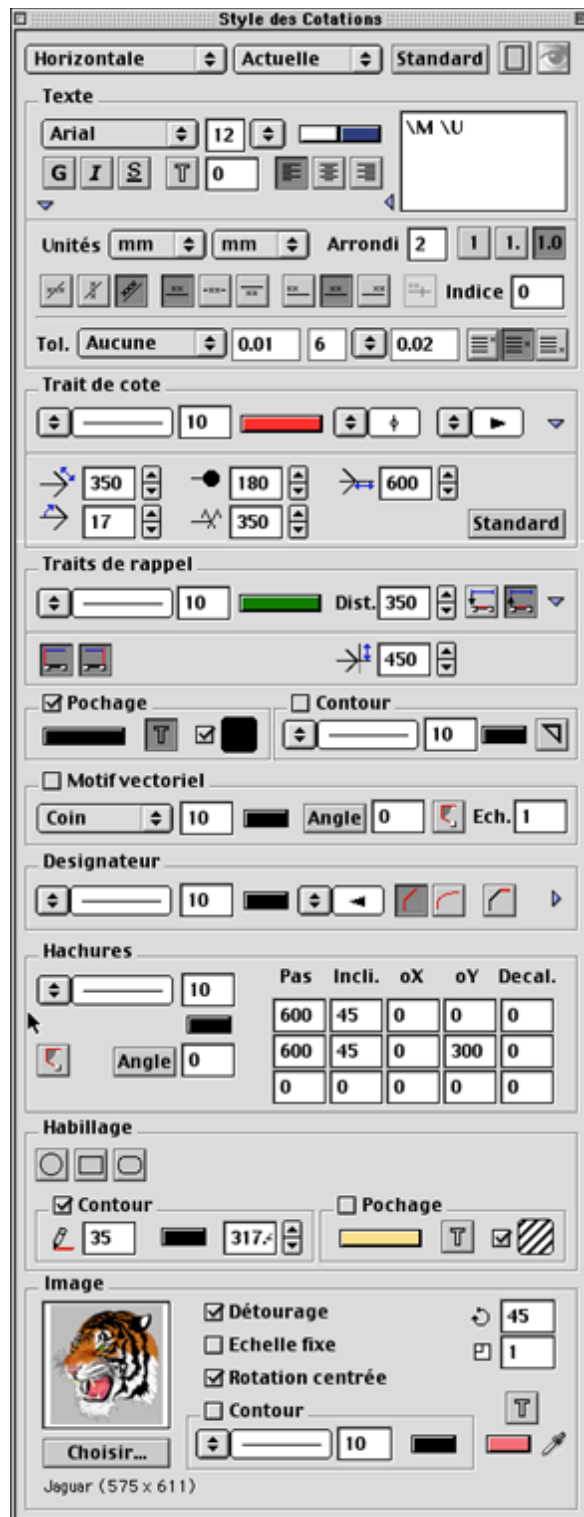 Style des Cotations
Horizontale Actuelle Standard
Texte
Arial 12 \M \U
G I S T 0
Unités mm mm Arrondi 2 1 1. 1.0
Indice 0
Tol. Aucune 0.01 6 0.02
Trait de cote
10
350 180 600
17 350 Standard
Traits de rappel
10 Dist. 350
450
Pochage Contour
T 10
Motif vectoriel
Coin 10 Angle 0 Ech. 1
Designateur
10
Hachures
Pas Incli. oX oY Decal.
10
600 45 0 0 0
Angle 0 600 45 0 300 0
0 0 0 0 0
Habillage
Contour Pochage
35 317. T
Image
Détourage 45
Echelle fixe 1
Rotation centrée
Contour T
Choisir... 10
Jaguar (575 x 611)